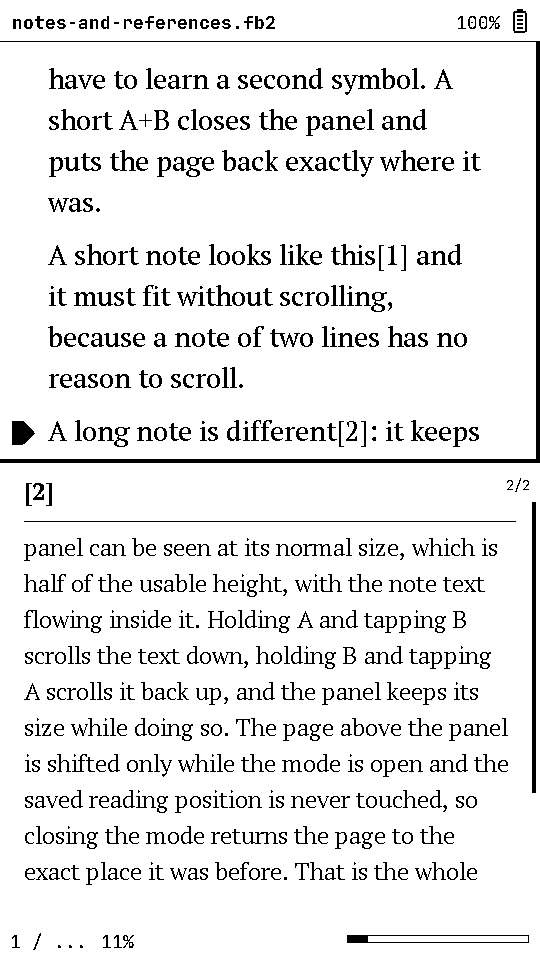 notes-and-references.fb2 100%
have to learn a second symbol. A
short A+B closes the panel and
puts the page back exactly where it
was.
A short note looks like this[1] and
it must fit without scrolling,
because a note of two lines has no
reason to scroll.
A long note is different[2]: it keeps
[2] 2/2
panel can be seen at its normal size, which is
half of the usable height, with the note text
flowing inside it. Holding A and tapping B
scrolls the text down, holding B and tapping
A scrolls it back up, and the panel keeps its
size while doing so. The page above the panel
is shifted only while the mode is open and the
saved reading position is never touched, so
closing the mode returns the page to the
exact place it was before. That is the whole
1 / ... 11%